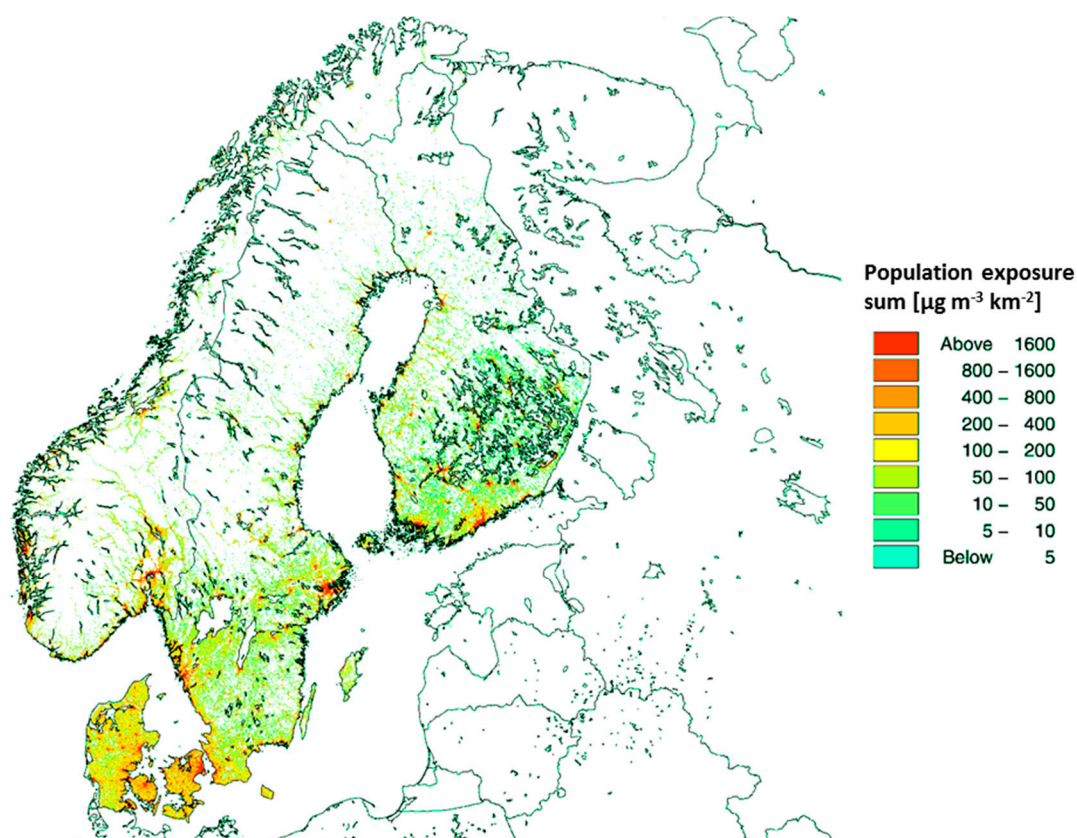 Population exposure
sum [µg m-3 km-2]
Above 1600
800 – 1600
400 – 800
200 – 400
100 – 200
50 – 100
10 – 50
5 – 10
Below 5